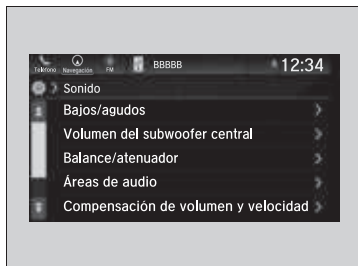 Teléfono Navegación FM BBBBB 12:34
Sonido
Bajos/agudos
Volumen del subwoofer central
Balance/atenuador
Áreas de audio
Compensación de volumen y velocidad